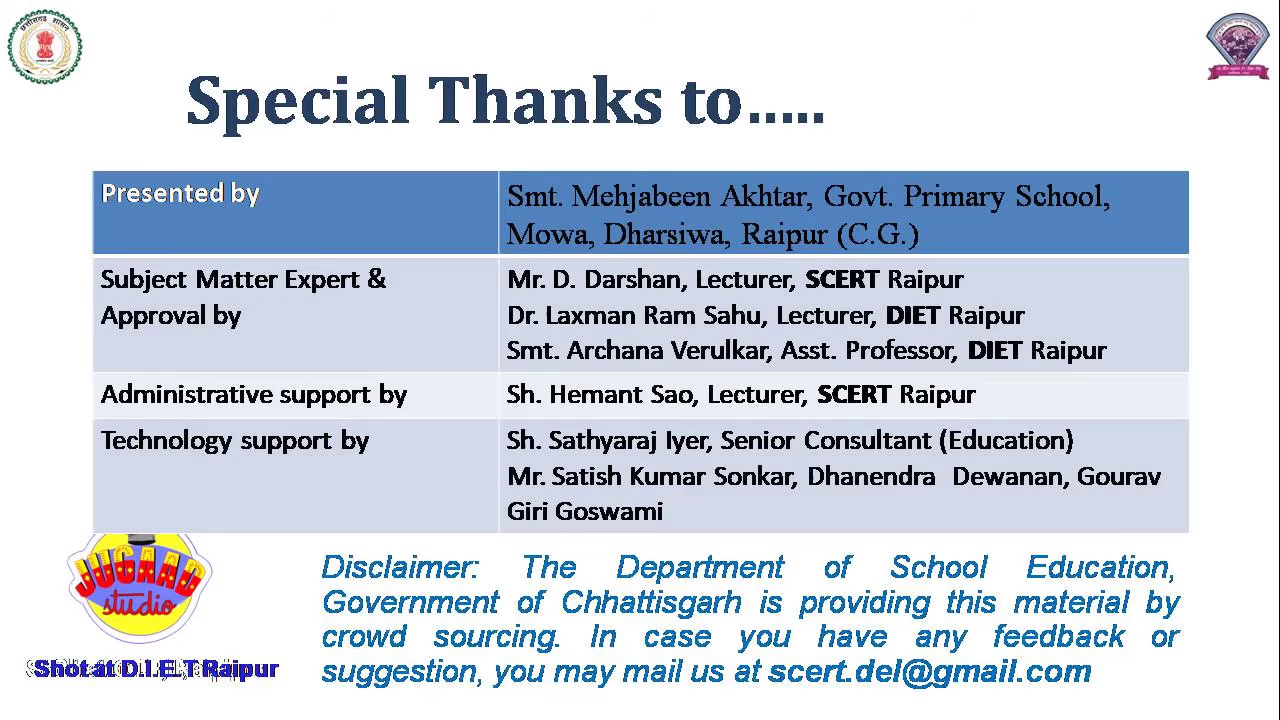 Special Thanks to.....
Presented by
Smt. Mehjabeen Akhtar, Govt. Primary School,
Mowa, Dharsiwa, Raipur (C.G.)
Subject Matter Expert &
Approval by
Mr. D. Darshan, Lecturer, SCERT Raipur
Dr. Laxman Ram Sahu, Lecturer, DIET Raipur
Smt. Archana Verulkar, Asst. Professor, DIET Raipur
Administrative support by
Sh. Hemant Sao, Lecturer, SCERT Raipur
Technology support by
Sh. Sathyaraj Iyer, Senior Consultant (Education)
Mr. Satish Kumar Sonkar, Dhanendra Dewanan, Gourav
Giri Goswami
JUGAAD
studio
Shot at D.I.E.T Raipur
Disclaimer: The Department of School Education,
Government of Chhattisgarh is providing this material by
crowd sourcing. In case you have any feedback or
suggestion, you may mail us at scert.del@gmail.com